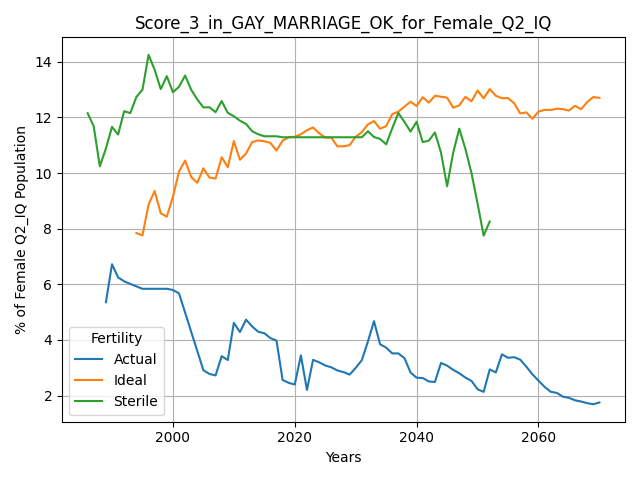 Score_3_in_GAY_MARRIAGE_OK_for_Female_Q2_IQ
% of Female Q2_IQ Population
14
12
10
8
6
4
2
Fertility
Actual
Ideal
Sterile
2000
2020
2040
2060
Years